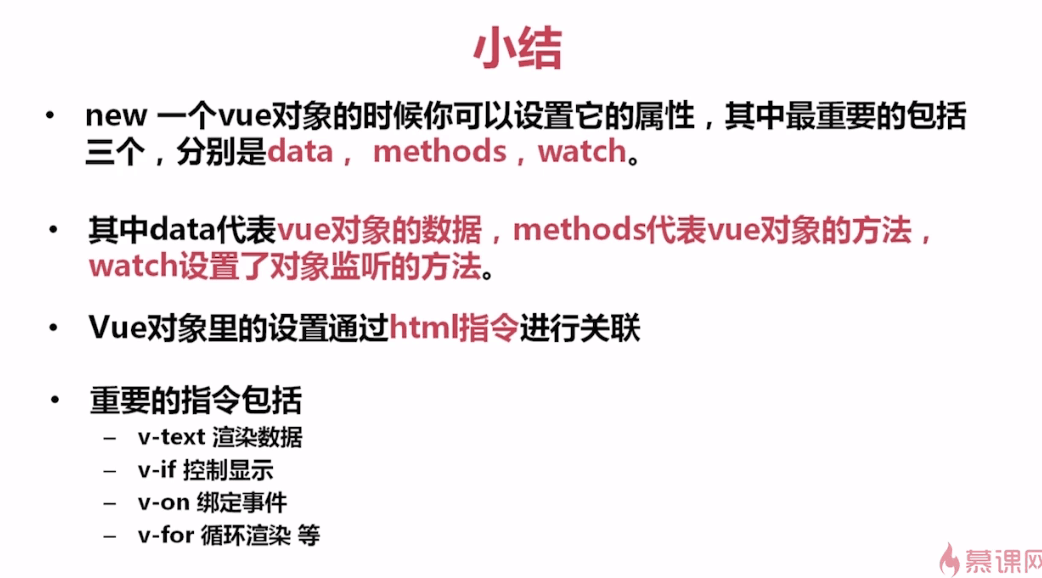 小结
• new 一个vue对象的时候你可以设置它的属性，其中最重要的包括
三个，分别是data， methods，watch。
• 其中data代表vue对象的数据，methods代表vue对象的方法，
watch设置了对象监听的方法。
• Vue对象里的设置通过html指令进行关联
• 重要的指令包括
– v-text 渲染数据
– v-if 控制显示
– v-on 绑定事件
– v-for 循环渲染 等
慕课网